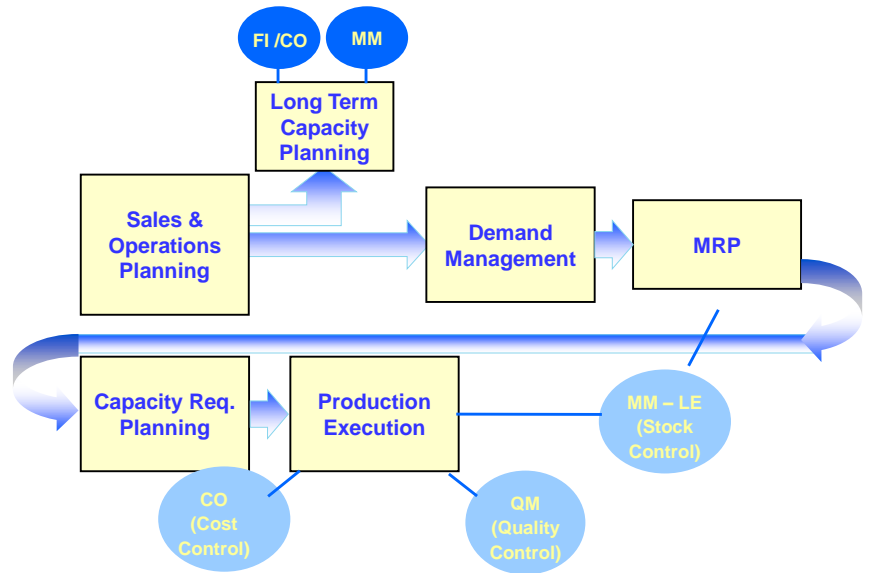 FI /CO
MM
Long Term
Capacity
Planning
Sales &
Operations
Planning
Demand
Management
MRP
Capacity Req.
Planning
Production
Execution
MM – LE
(Stock
Control)
CO
(Cost
Control)
QM
(Quality
Control)